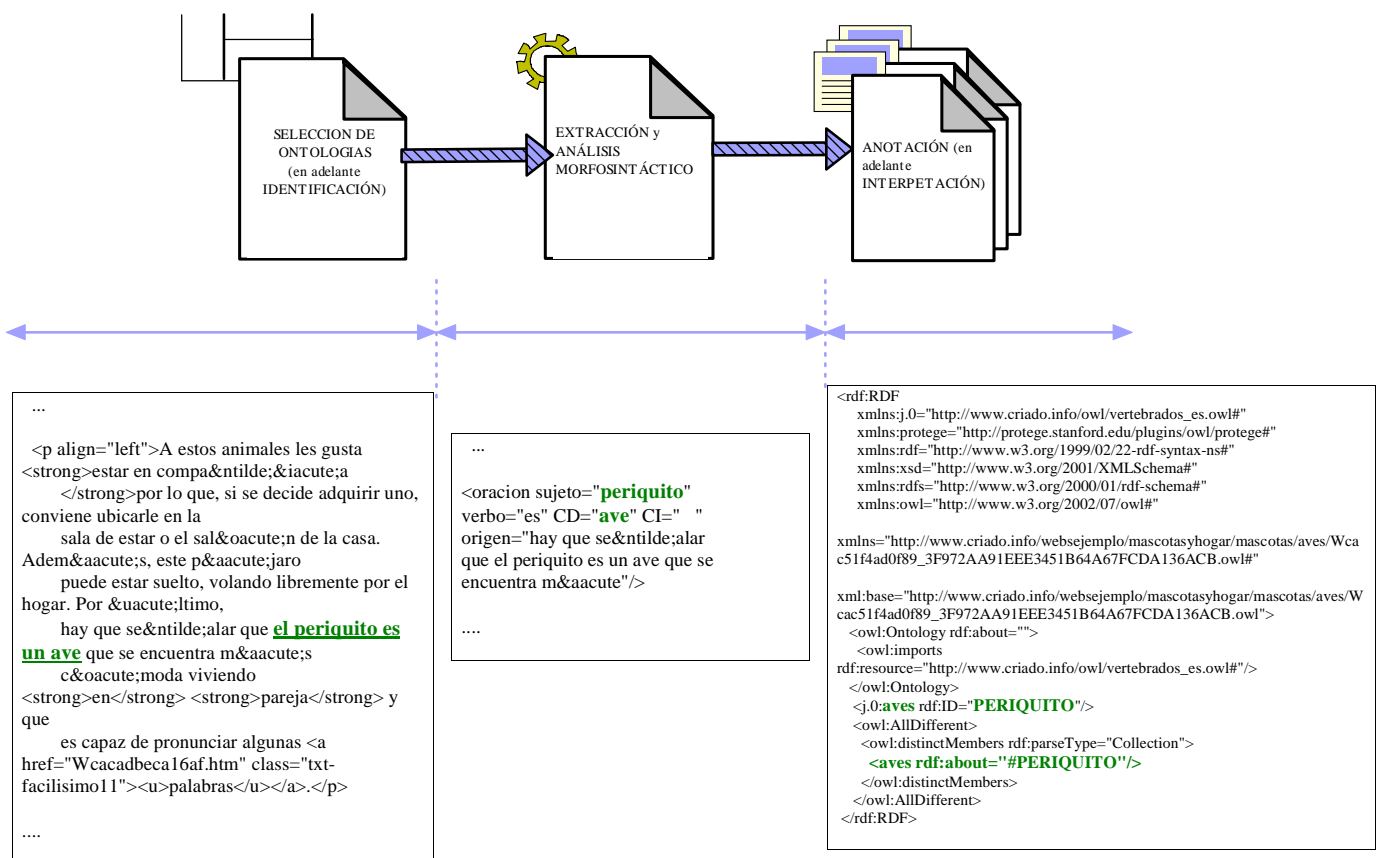 SELECCION DE
ONTOLOGIAS
(en adelante
IDENTIFICACIÓN)
EXTRACCIÓN y
ANÁLISIS
MORFOSINTÁCTICO
ANOTACIÓN (en
adelante
INTERPETACIÓN)
...
<p align="left">A estos animales les gusta
<strong>estar en compa&ntilde;&iacute;a
</strong>por lo que, si se decide adquirir uno,
conviene ubicarle en la
sala de estar o el sal&oacute;n de la casa.
Adem&aacute;s, este p&aacute;jaro
puede estar suelto, volando libremente por el
hogar. Por &uacute;ltimo,
hay que se&ntilde;alar que el periquito es
un ave que se encuentra m&aacute;s
c&oacute;moda viviendo
<strong>en</strong> <strong>pareja</strong> y
que
es capaz de pronunciar algunas <a
href="Wcacadbeca16af.htm" class="txt-
facilisimo11"><u>palabras</u></a>.</p>
....
...
<oracion sujeto="periquito"
verbo="es" CD="ave" CI="  "
origen="hay que se&ntilde;alar
que el periquito es un ave que se
encuentra m&aacute"/>
....
<rdf:RDF
xmlns:j.0="http://www.criado.info/owl/vertebrados_es.owl#"
xmlns:protege="http://protege.stanford.edu/plugins/owl/protege#"
xmlns:rdf="http://www.w3.org/1999/02/22-rdf-syntax-ns#"
xmlns:xsd="http://www.w3.org/2001/XMLSchema#"
xmlns:rdfs="http://www.w3.org/2000/01/rdf-schema#"
xmlns:owl="http://www.w3.org/2002/07/owl#"
xmlns="http://www.criado.info/websejemplo/mascotasyhogar/mascotas/aves/Wca
c51f4ad0f89_3F972AA91EEE3451B64A67FCDA136ACB.owl#"
xml:base="http://www.criado.info/websejemplo/mascotasyhogar/mascotas/aves/W
cac51f4ad0f89_3F972AA91EEE3451B64A67FCDA136ACB.owl">
<owl:Ontology rdf:about="">
<owl:imports
rdf:resource="http://www.criado.info/owl/vertebrados_es.owl#"/>
</owl:Ontology>
<j.0:aves rdf:ID="PERIQUITO"/>
<owl:AllDifferent>
<owl:distinctMembers rdf:parseType="Collection">
<aves rdf:about="#PERIQUITO"/>
</owl:distinctMembers>
</owl:AllDifferent>
</rdf:RDF>